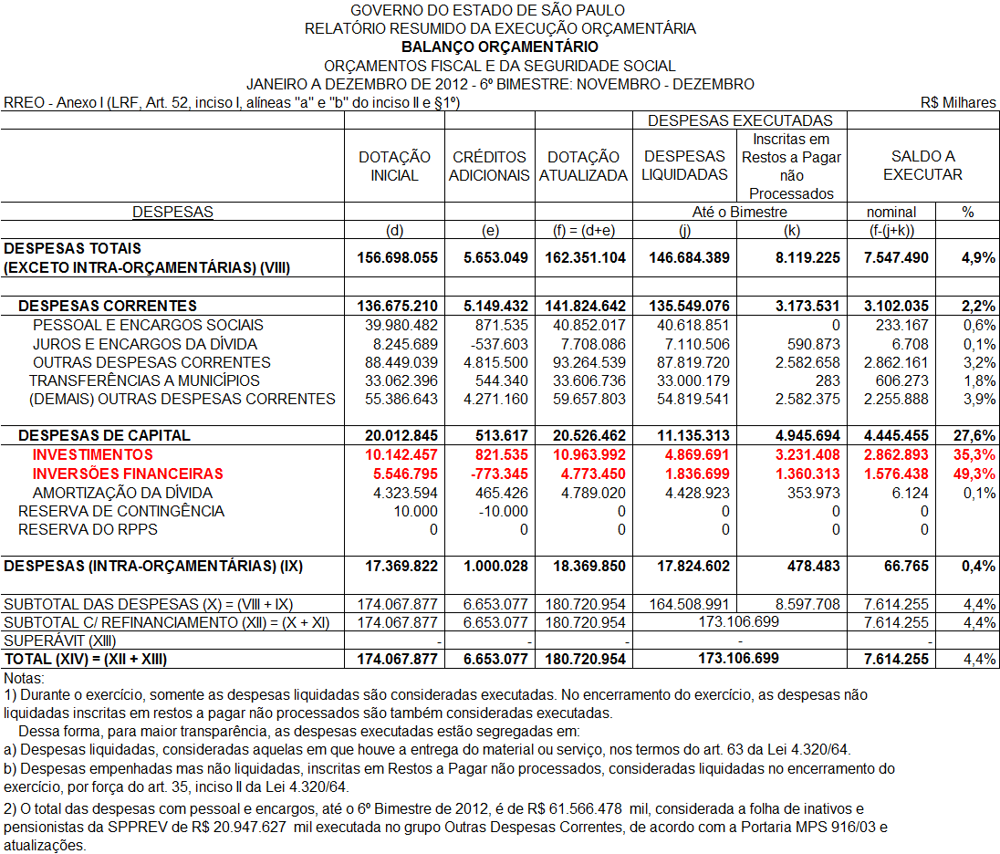 GOVERNO DO ESTADO DE SÃO PAULO
RELATÓRIO RESUMIDO DA EXECUÇÃO ORÇAMENTÁRIA
BALANÇO ORÇAMENTÁRIO
ORÇAMENTOS FISCAL E DA SEGURIDADE SOCIAL
JANEIRO A DEZEMBRO DE 2012 - 6º BIMESTRE: NOVEMBRO - DEZEMBRO
RREO - Anexo I (LRF, Art. 52, inciso I, alíneas "a" e "b" do inciso II e §1º) R$ Milhares
DESPESAS EXECUTADAS
DOTAÇÃO INICIAL CRÉDITOS ADICIONAIS DOTAÇÃO ATUALIZADA DESPESAS LIQUIDADAS Inscritas em Restos a Pagar não Processados SALDO A EXECUTAR
DESPESAS Até o Bimestre nominal %
(d) (e) (f) = (d+e) (j) (k) (f-(j+k))
DESPESAS TOTAIS
(EXCETO INTRA-ORÇAMENTÁRIAS) (VIII) 156.698.055 5.653.049 162.351.104 146.684.389 8.119.225 7.547.490 4,9%
DESPESAS CORRENTES 136.675.210 5.149.432 141.824.642 135.549.076 3.173.531 3.102.035 2,2%
PESSOAL E ENCARGOS SOCIAIS 39.980.482 871.535 40.852.017 40.618.851 0 233.167 0,6%
JUROS E ENCARGOS DA DÍVIDA 8.245.689 -537.603 7.708.086 7.110.506 590.873 6.708 0,1%
OUTRAS DESPESAS CORRENTES 88.449.039 4.815.500 93.264.539 87.819.720 2.582.658 2.862.161 3,2%
TRANSFERÊNCIAS A MUNICÍPIOS 33.062.396 544.340 33.606.736 33.000.179 283 606.273 1,8%
(DEMAIS) OUTRAS DESPESAS CORRENTES 55.386.643 4.271.160 59.657.803 54.819.541 2.582.375 2.255.888 3,9%
DESPESAS DE CAPITAL 20.012.845 513.617 20.526.462 11.135.313 4.945.694 4.445.455 27,6%
INVESTIMENTOS 10.142.457 821.535 10.963.992 4.869.691 3.231.408 2.862.893 35,3%
INVERSÕES FINANCEIRAS 5.546.795 -773.345 4.773.450 1.836.699 1.360.313 1.576.438 49,3%
AMORTIZAÇÃO DA DÍVIDA 4.323.594 465.426 4.789.020 4.428.923 353.973 6.124 0,1%
RESERVA DE CONTINGÊNCIA 10.000 -10.000 0 0 0 0
RESERVA DO RPPS 0 0 0 0 0 0
DESPESAS (INTRA-ORÇAMENTÁRIAS) (IX) 17.369.822 1.000.028 18.369.850 17.824.602 478.483 66.765 0,4%
SUBTOTAL DAS DESPESAS (X) = (VIII + IX) 174.067.877 6.653.077 180.720.954 164.508.991 8.597.708 7.614.255 4,4%
SUBTOTAL C/ REFINANCIAMENTO (XII) = (X + XI) 174.067.877 6.653.077 180.720.954 173.106.699 7.614.255 4,4%
SUPERÁVIT (XIII) - - - - -
TOTAL (XIV) = (XII + XIII) 174.067.877 6.653.077 180.720.954 173.106.699 7.614.255 4,4%
Notas:
1) Durante o exercício, somente as despesas liquidadas são consideradas executadas. No encerramento do exercício, as despesas não
liquidadas inscritas em restos a pagar não processados são também consideradas executadas.
Dessa forma, para maior transparência, as despesas executadas estão segregadas em:
a) Despesas liquidadas, consideradas aquelas em que houve a entrega do material ou serviço, nos termos do art. 63 da Lei 4.320/64.
b) Despesas empenhadas mas não liquidadas, inscritas em Restos a Pagar não processados, consideradas liquidadas no encerramento do
exercício, por força do art. 35, inciso II da Lei 4.320/64.
2) O total das despesas com pessoal e encargos, até o 6º Bimestre de 2012, é de R$ 61.566.478 mil, considerada a folha de inativos e
pensionistas da SPPREV de R$ 20.947.627 mil executada no grupo Outras Despesas Correntes, de acordo com a Portaria MPS 916/03 e
atualizações.